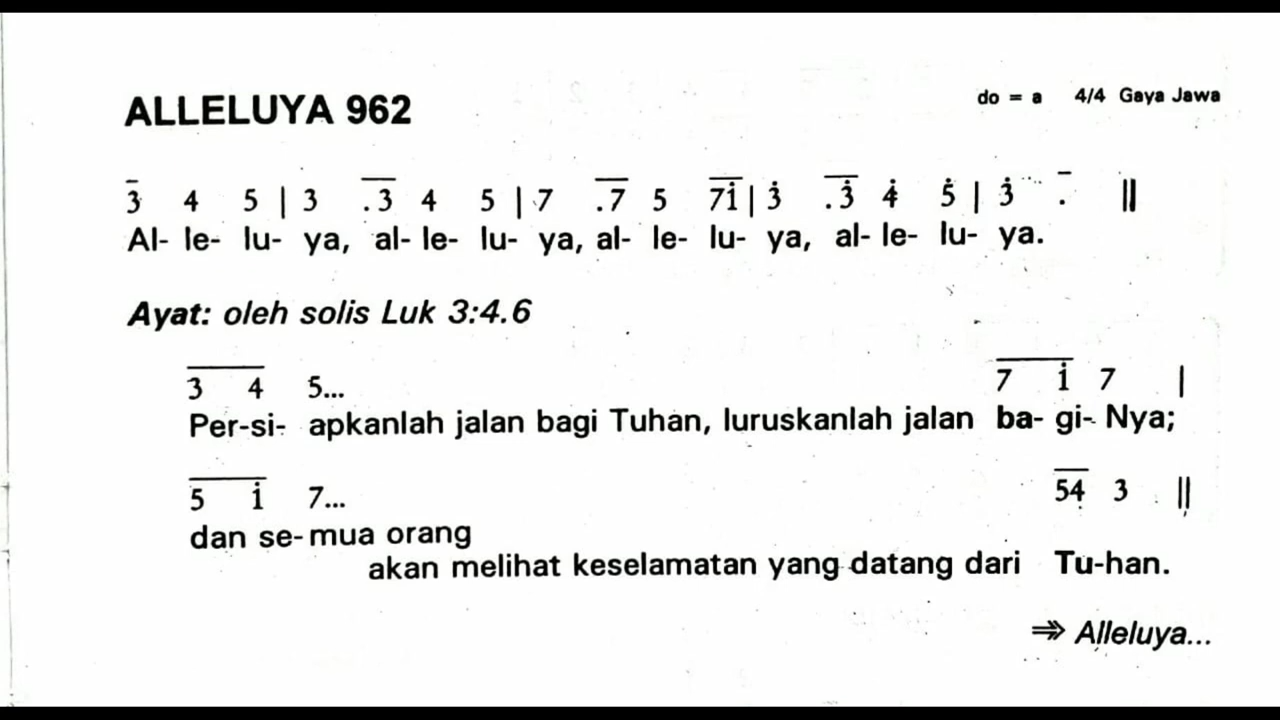 ALLELUYA 962
do = a 4/4 Gaya Jawa
3̅ 4 5 | 3 .̅3̅ 4 5 | 7 .̅7̅ 5 7̅i̅ | 3̇ .̅3̇̅ 4̇ 5̇ | 3̇ .̅ ||
Al- le- lu- ya, al- le- lu- ya, al- le- lu- ya, al- le- lu- ya.
Ayat: oleh solis Luk 3:4.6
3̅ 4̅ 5... 7̅ i̅ 7 |
Per-si- apkanlah jalan bagi Tuhan, luruskanlah jalan ba- gi- Nya;
5̅ i̅ 7... 5̅4̅ 3 . ||
dan se-mua orang
akan melihat keselamatan yang datang dari Tu-han.
⇒ Alleluya...